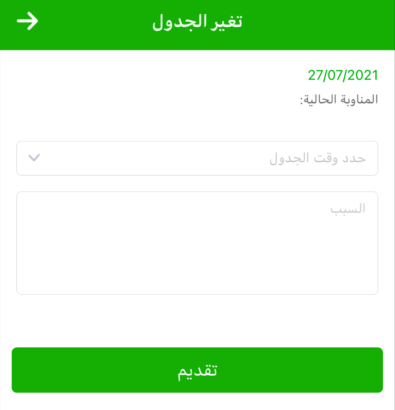 تغير الجدول
27/07/2021
المناوبة الحالية:
حدد وقت الجدول
السبب
تقديم